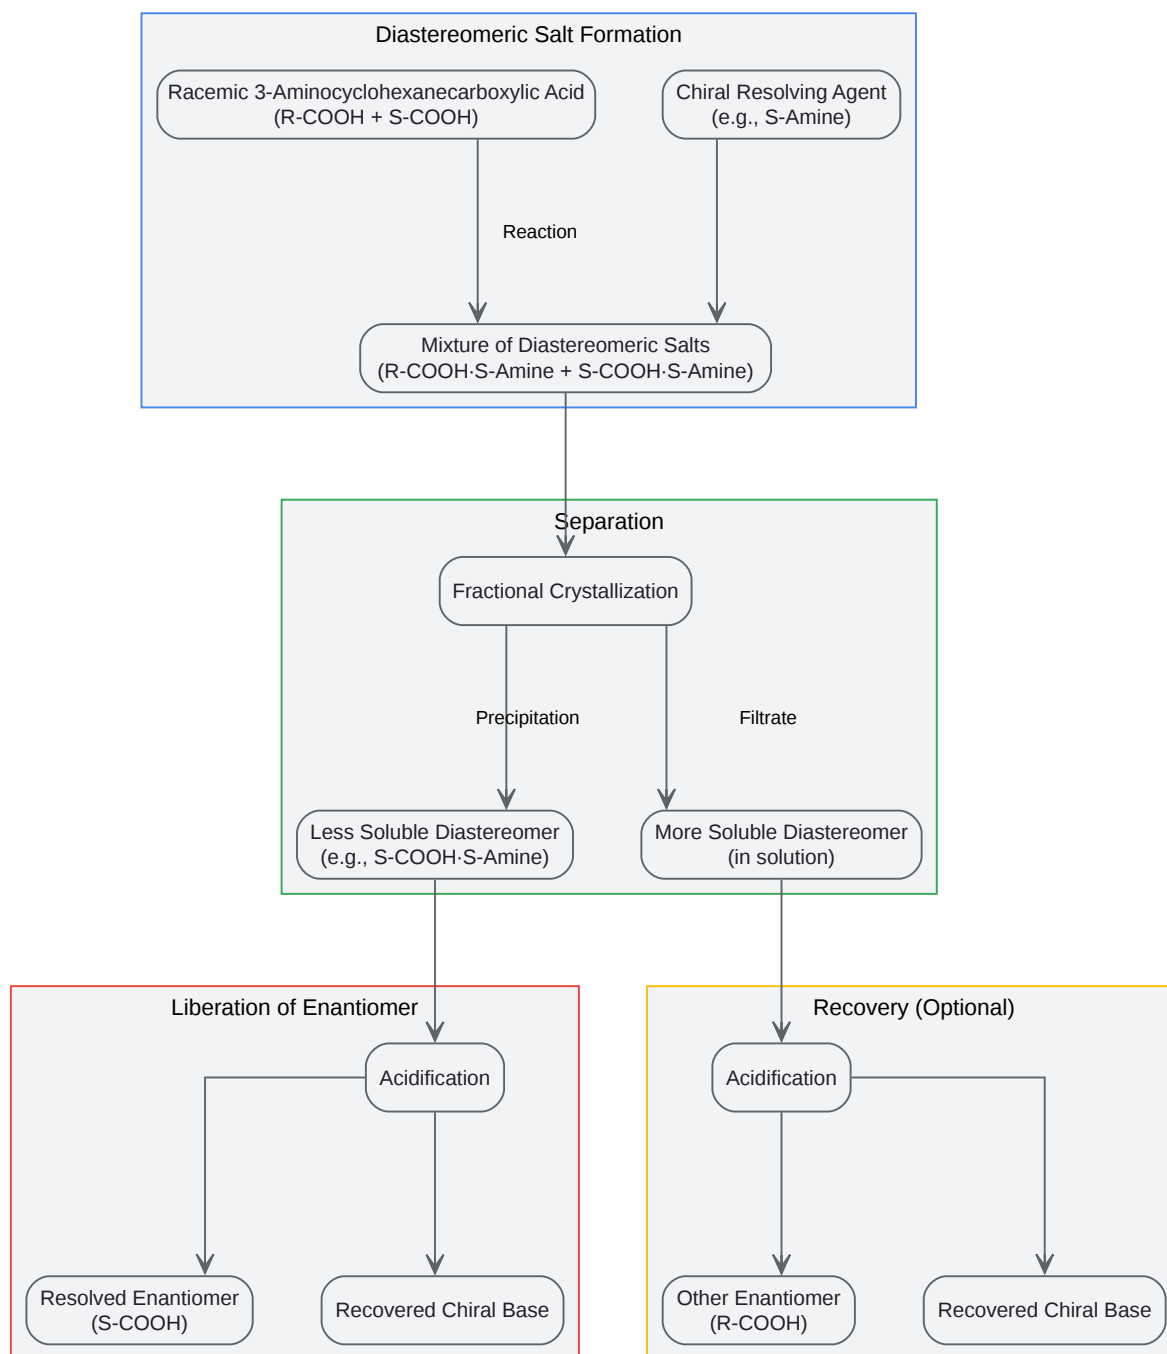 Diastereomeric Salt Formation
Racemic 3-Aminocyclohexanecarboxylic Acid
(R-COOH + S-COOH)
Chiral Resolving Agent
(e.g., S-Amine)
Reaction
Mixture of Diastereomeric Salts
(R-COOH·S-Amine + S-COOH·S-Amine)
Separation
Fractional Crystallization
Precipitation
Filtrate
Less Soluble Diastereomer
(e.g., S-COOH·S-Amine)
More Soluble Diastereomer
(in solution)
Liberation of Enantiomer
Acidification
Resolved Enantiomer
(S-COOH)
Recovered Chiral Base
Recovery (Optional)
Acidification
Other Enantiomer
(R-COOH)
Recovered Chiral Base